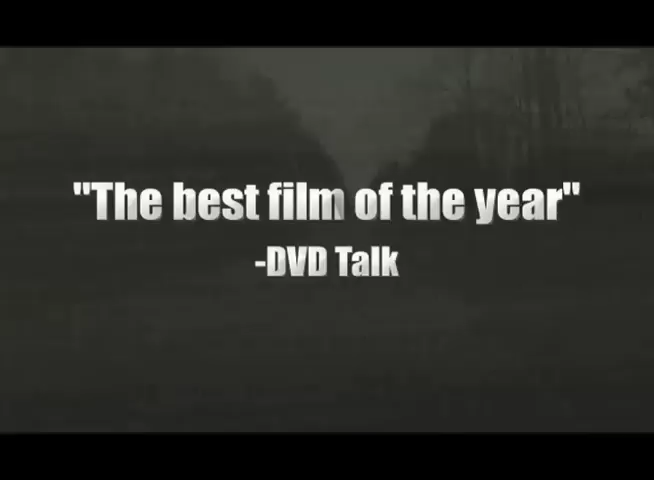 "The best film of the year"
-DVD Talk